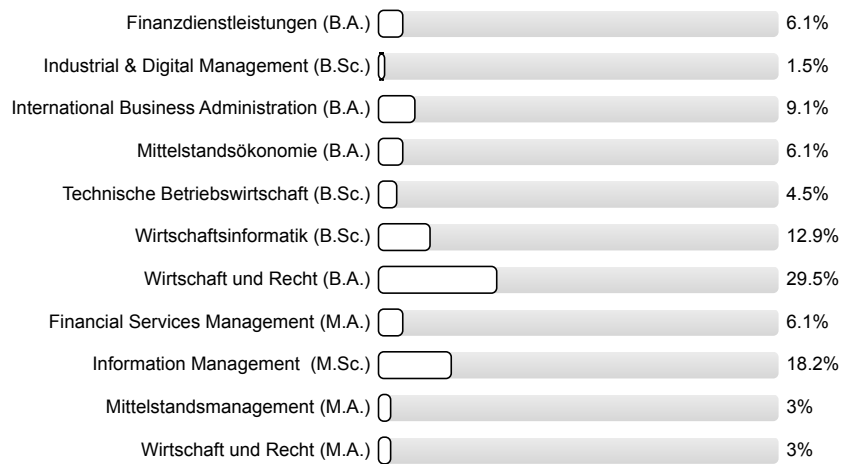 Finanzdienstleistungen (B.A.) 6.1%
Industrial & Digital Management (B.Sc.) 1.5%
International Business Administration (B.A.) 9.1%
Mittelstandsökonomie (B.A.) 6.1%
Technische Betriebswirtschaft (B.Sc.) 4.5%
Wirtschaftsinformatik (B.Sc.) 12.9%
Wirtschaft und Recht (B.A.) 29.5%
Financial Services Management (M.A.) 6.1%
Information Management (M.Sc.) 18.2%
Mittelstandsmanagement (M.A.) 3%
Wirtschaft und Recht (M.A.) 3%